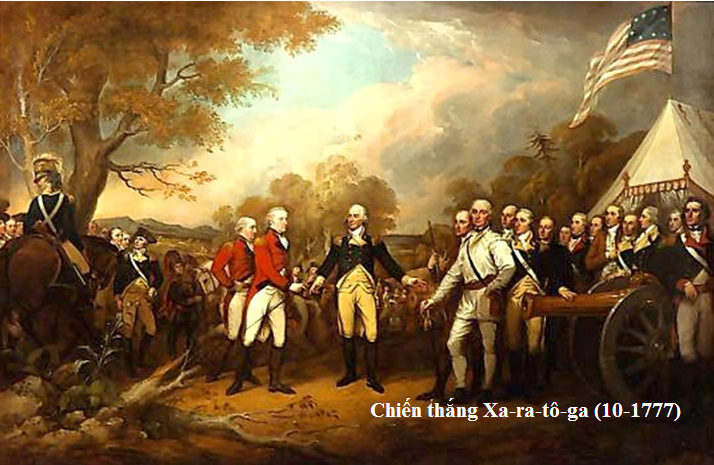 Chiến thắng Xa-ra-tô-ga (10-1777)